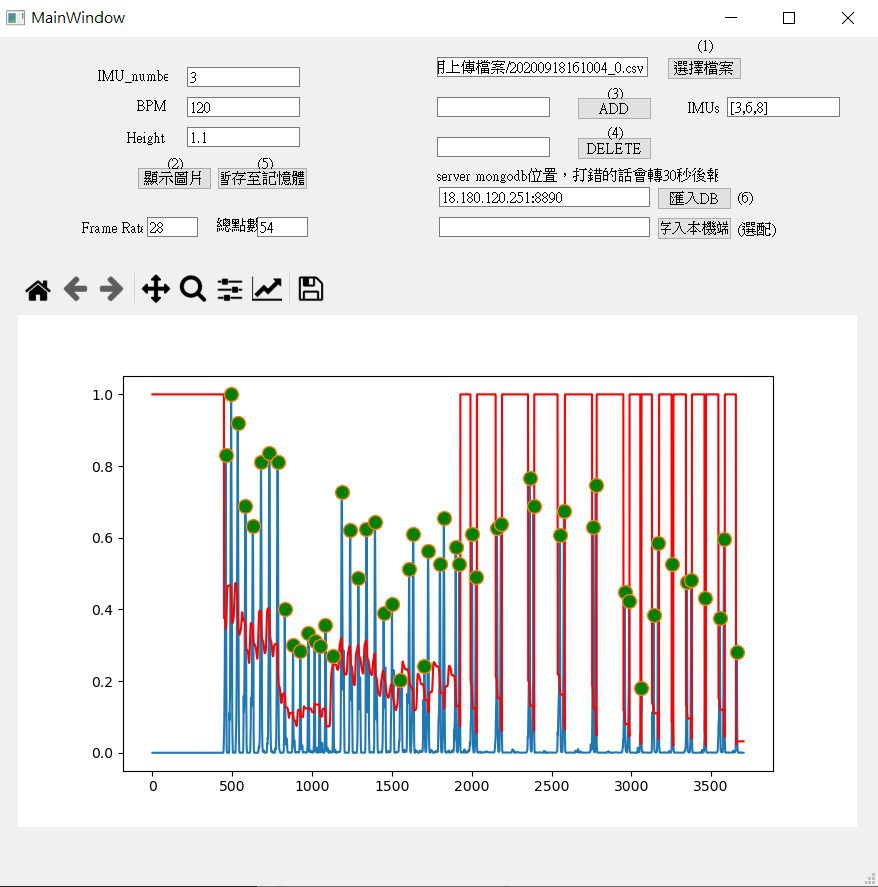 MainWindow
(1)
IMU_numbe
3
上傳檔案/20200918161004_0.csv
選擇檔案
BPM
120
(3)
ADD
IMUs
[3,6,8]
Height
1.1
(4)
DELETE
(2)
(5)
顯示圖片
暫存至記憶體
server mongodb位置，打錯的話會轉30秒後報
18.180.120.251:8890
匯入DB
(6)
Frame Rate
28
總點數
54
存入本機端
(選配)
1.0
0.8
0.6
0.4
0.2
0.0
0
500
1000
1500
2000
2500
3000
3500